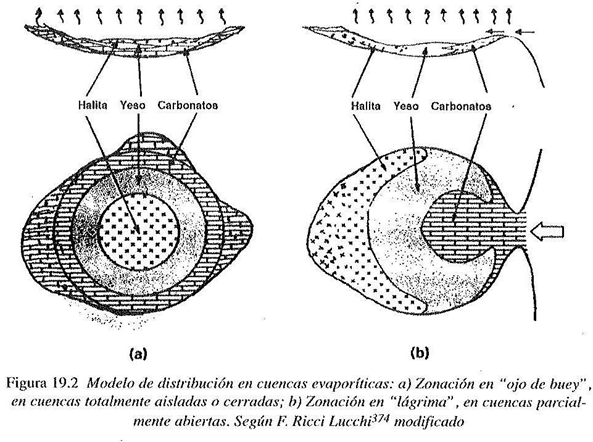 Halita Yeso Carbonatos
Halita Yeso Carbonatos
(a)
(b)
Figura 19.2 Modelo de distribución en cuencas evaporíticas: a) Zonación en "ojo de buey",
en cuencas totalmente aisladas o cerradas; b) Zonación en "lágrima", en cuencas parcial-
mente abiertas. Según F. Ricci Lucchi374 modificado